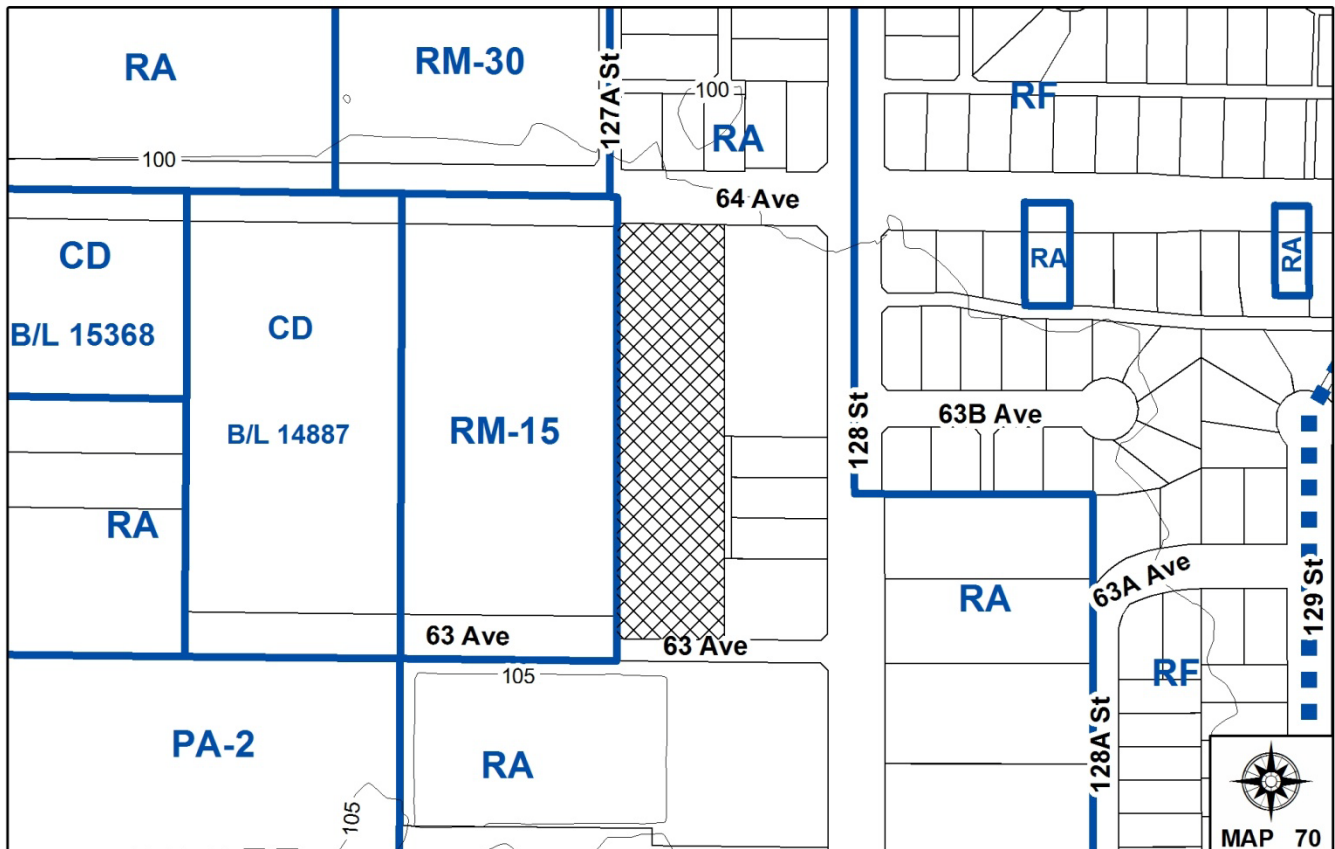 RA
RM-30
127A St
100
RA
RF
100
64 Ave
CD
B/L 15368
CD
B/L 14887
RM-15
RA
RA
RA
128 St
63B Ave
RA
63A Ave
129 St
63 Ave
63 Ave
105
PA-2
RA
105
128A St
RF
MAP 70